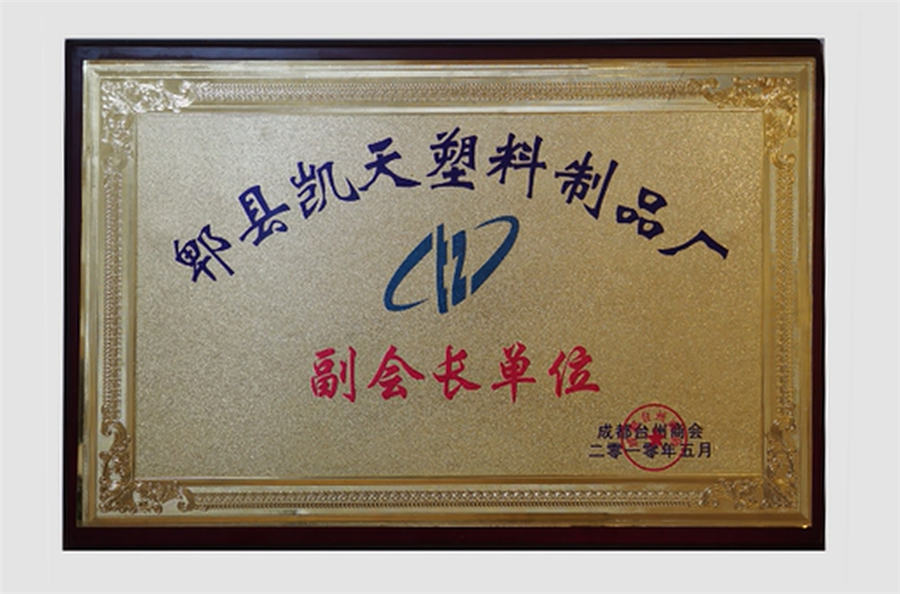 郫县凯天塑料制品厂
副会长单位
成都台州商会
二零一零年五月